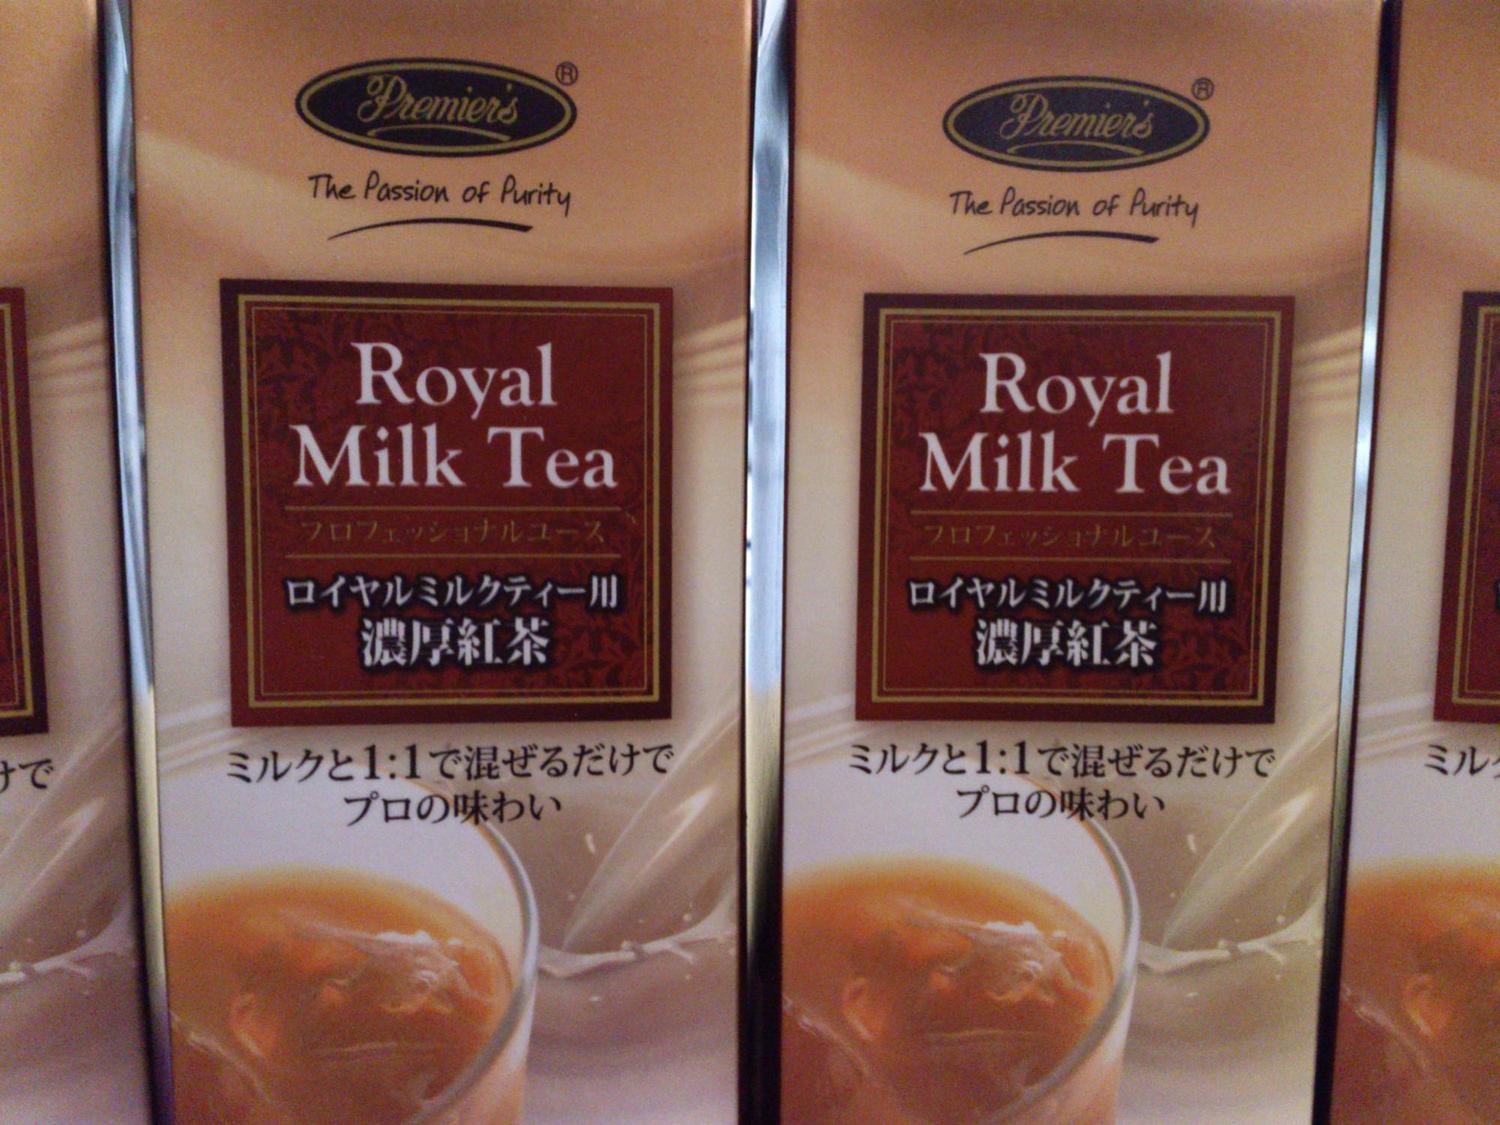 Premier's®
The Passion of Purity
Royal
Milk Tea
プロフェッショナルユース
ロイヤルミルクティー用
濃厚紅茶
ミルクと1:1で混ぜるだけで
プロの味わい
Premier's®
The Passion of Purity
Royal
Milk Tea
プロフェッショナルユース
ロイヤルミルクティー用
濃厚紅茶
ミルクと1:1で混ぜるだけで
プロの味わい
けで
ミル